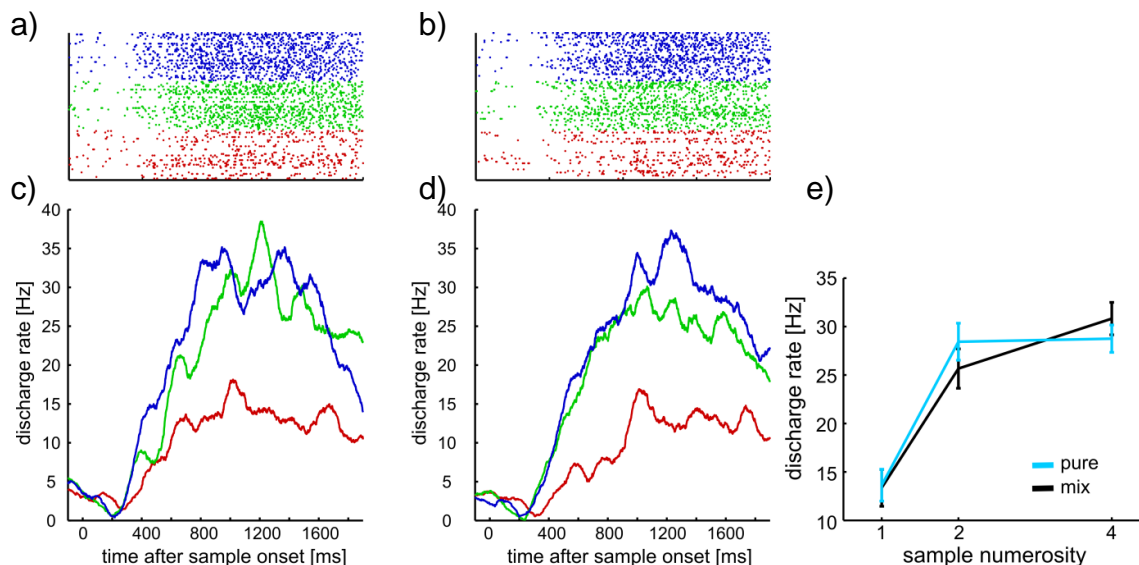 a)
b)
c)
40
35
30
25
20
15
10
5
0
discharge rate [Hz]
0 400 800 1200 1600
time after sample onset [ms]
d)
40
35
30
25
20
15
10
5
0
discharge rate [Hz]
0 400 800 1200 1600
time after sample onset [ms]
e)
35
30
25
20
15
10
discharge rate [Hz]
pure
mix
1 2 4
sample numerosity